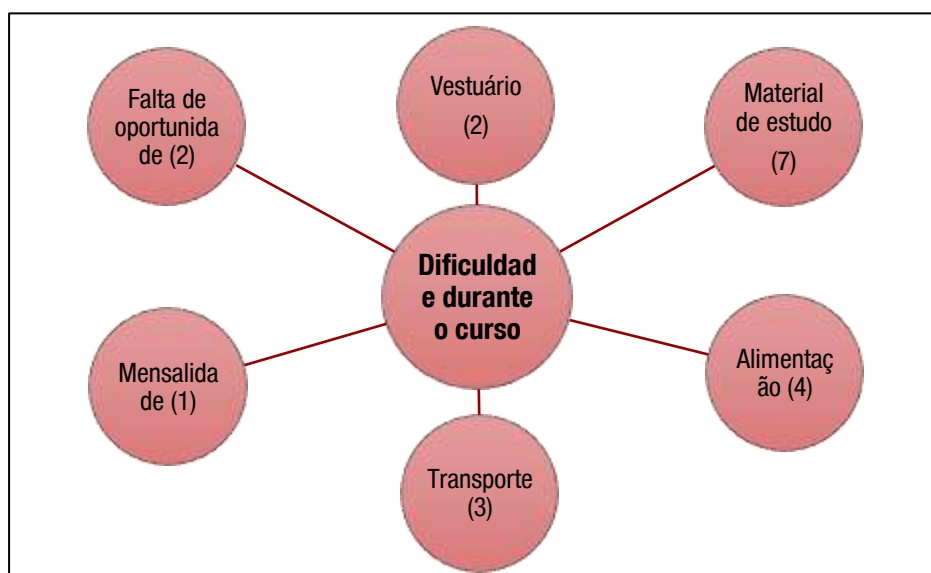 Falta de
oportunida
de (2)
Vestuário
(2)
Material
de estudo
(7)
Dificuldad
e durante
o curso
Mensalida
de (1)
Alimentaç
ão (4)
Transporte
(3)